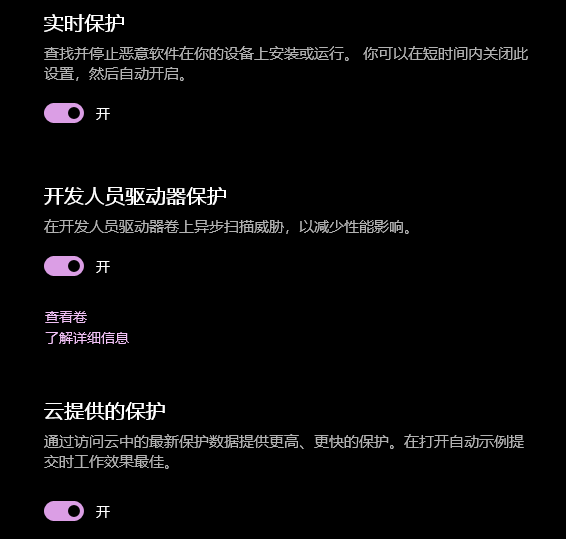 实时保护
查找并停止恶意软件在你的设备上安装或运行。 你可以在短时间内关闭此
设置，然后自动开启。
开
开发人员驱动器保护
在开发人员驱动器卷上异步扫描威胁，以减少性能影响。
开
查看卷
了解详细信息
云提供的保护
通过访问云中的最新保护数据提供更高、更快的保护。在打开自动示例提
交时工作效果最佳。
开